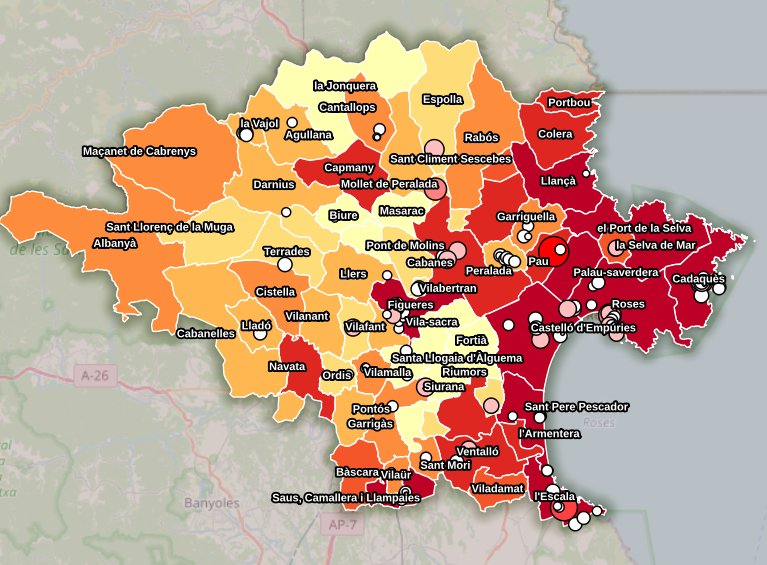 la Jonquera
Cantallops
Espolla
Portbou
la Vajol
Agullana
Rabós
Colera
Maçanet de Cabrenys
Sant Climent Sescebes
Capmany
Llançà
Darnius
Mollet de Peralada
Biure
Masarac
Garriguella
Sant Llorenç de la Muga
el Port de la Selva
Albanyà
Pont de Molins
la Selva de Mar
Terrades
Cabanes
Pau
Llers
Peralada
Palau-saverdera
Cadaqués
Cistella
Vilabertran
Figueres
Roses
Vilanant
Lladó
Vilafant
Vila-sacra
Castelló d'Empúries
Cabanelles
Fortià
Santa Llogaia d'Àlguema
Navata
Ordis
Vilamalla
Riumors
Siurana
Pontós
Sant Pere Pescador
Garrigàs
Roses
l'Armentera
Ventalló
Bàscara
Vilaür
Sant Mori
Viladamat
Saus, Camallera i Llampaies
l'Escala
A-26
Banyoles
AP-7